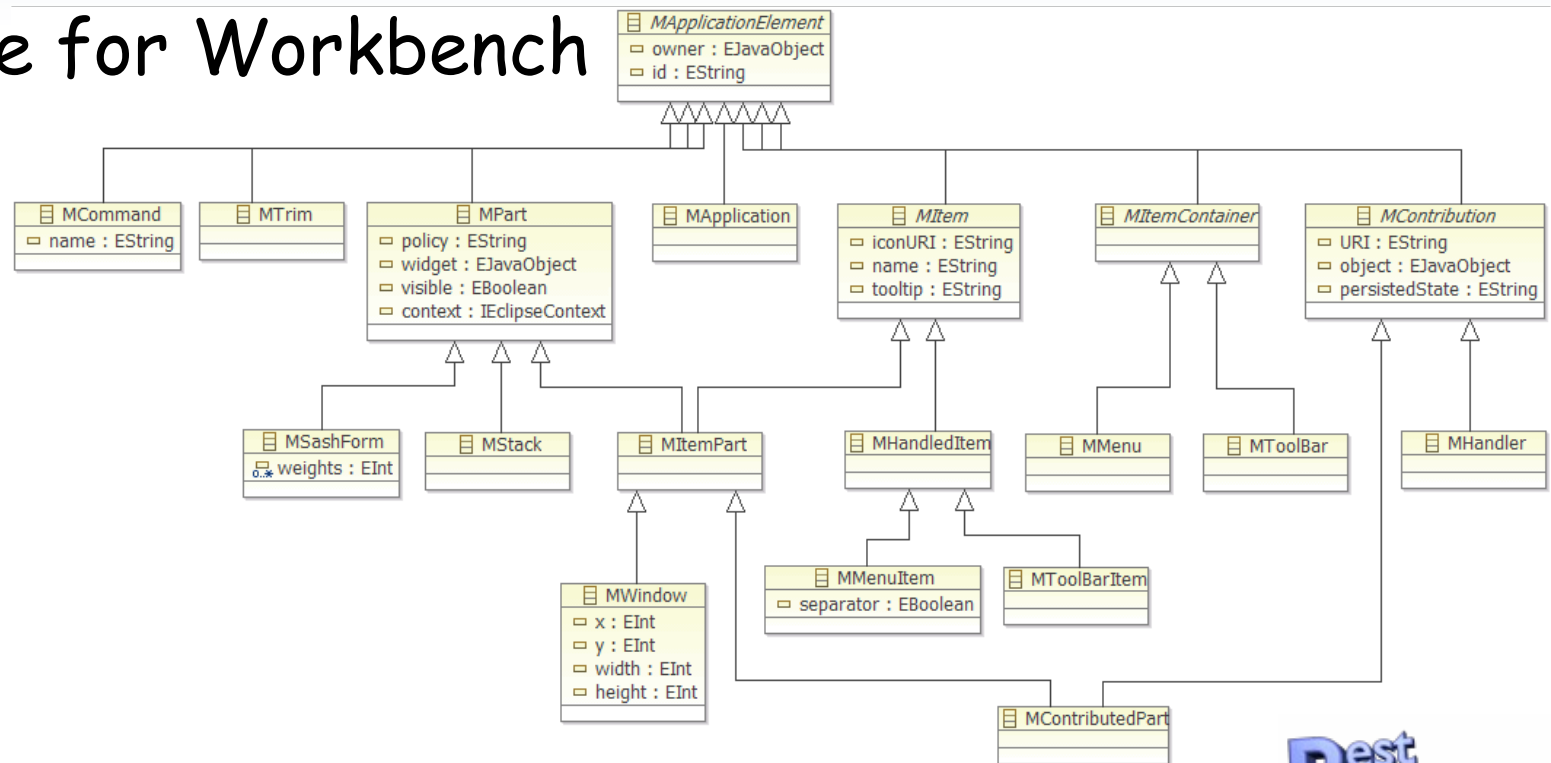 e for Workbench
MApplicationElement
owner : EJavaObject
id : EString
MCommand
name : EString
MTrim
MPart
policy : EString
widget : EJavaObject
visible : EBoolean
context : IEclipseContext
MApplication
MItem
iconURI : EString
name : EString
tooltip : EString
MItemContainer
MContribution
URI : EString
object : EJavaObject
persistedState : EString
MSashForm
0..* weights : EInt
MStack
MItemPart
MHandledItem
MMenu
MToolBar
MHandler
MWindow
x : EInt
y : EInt
width : EInt
height : EInt
MMenuItem
separator : EBoolean
MToolBarItem
MContributedPart